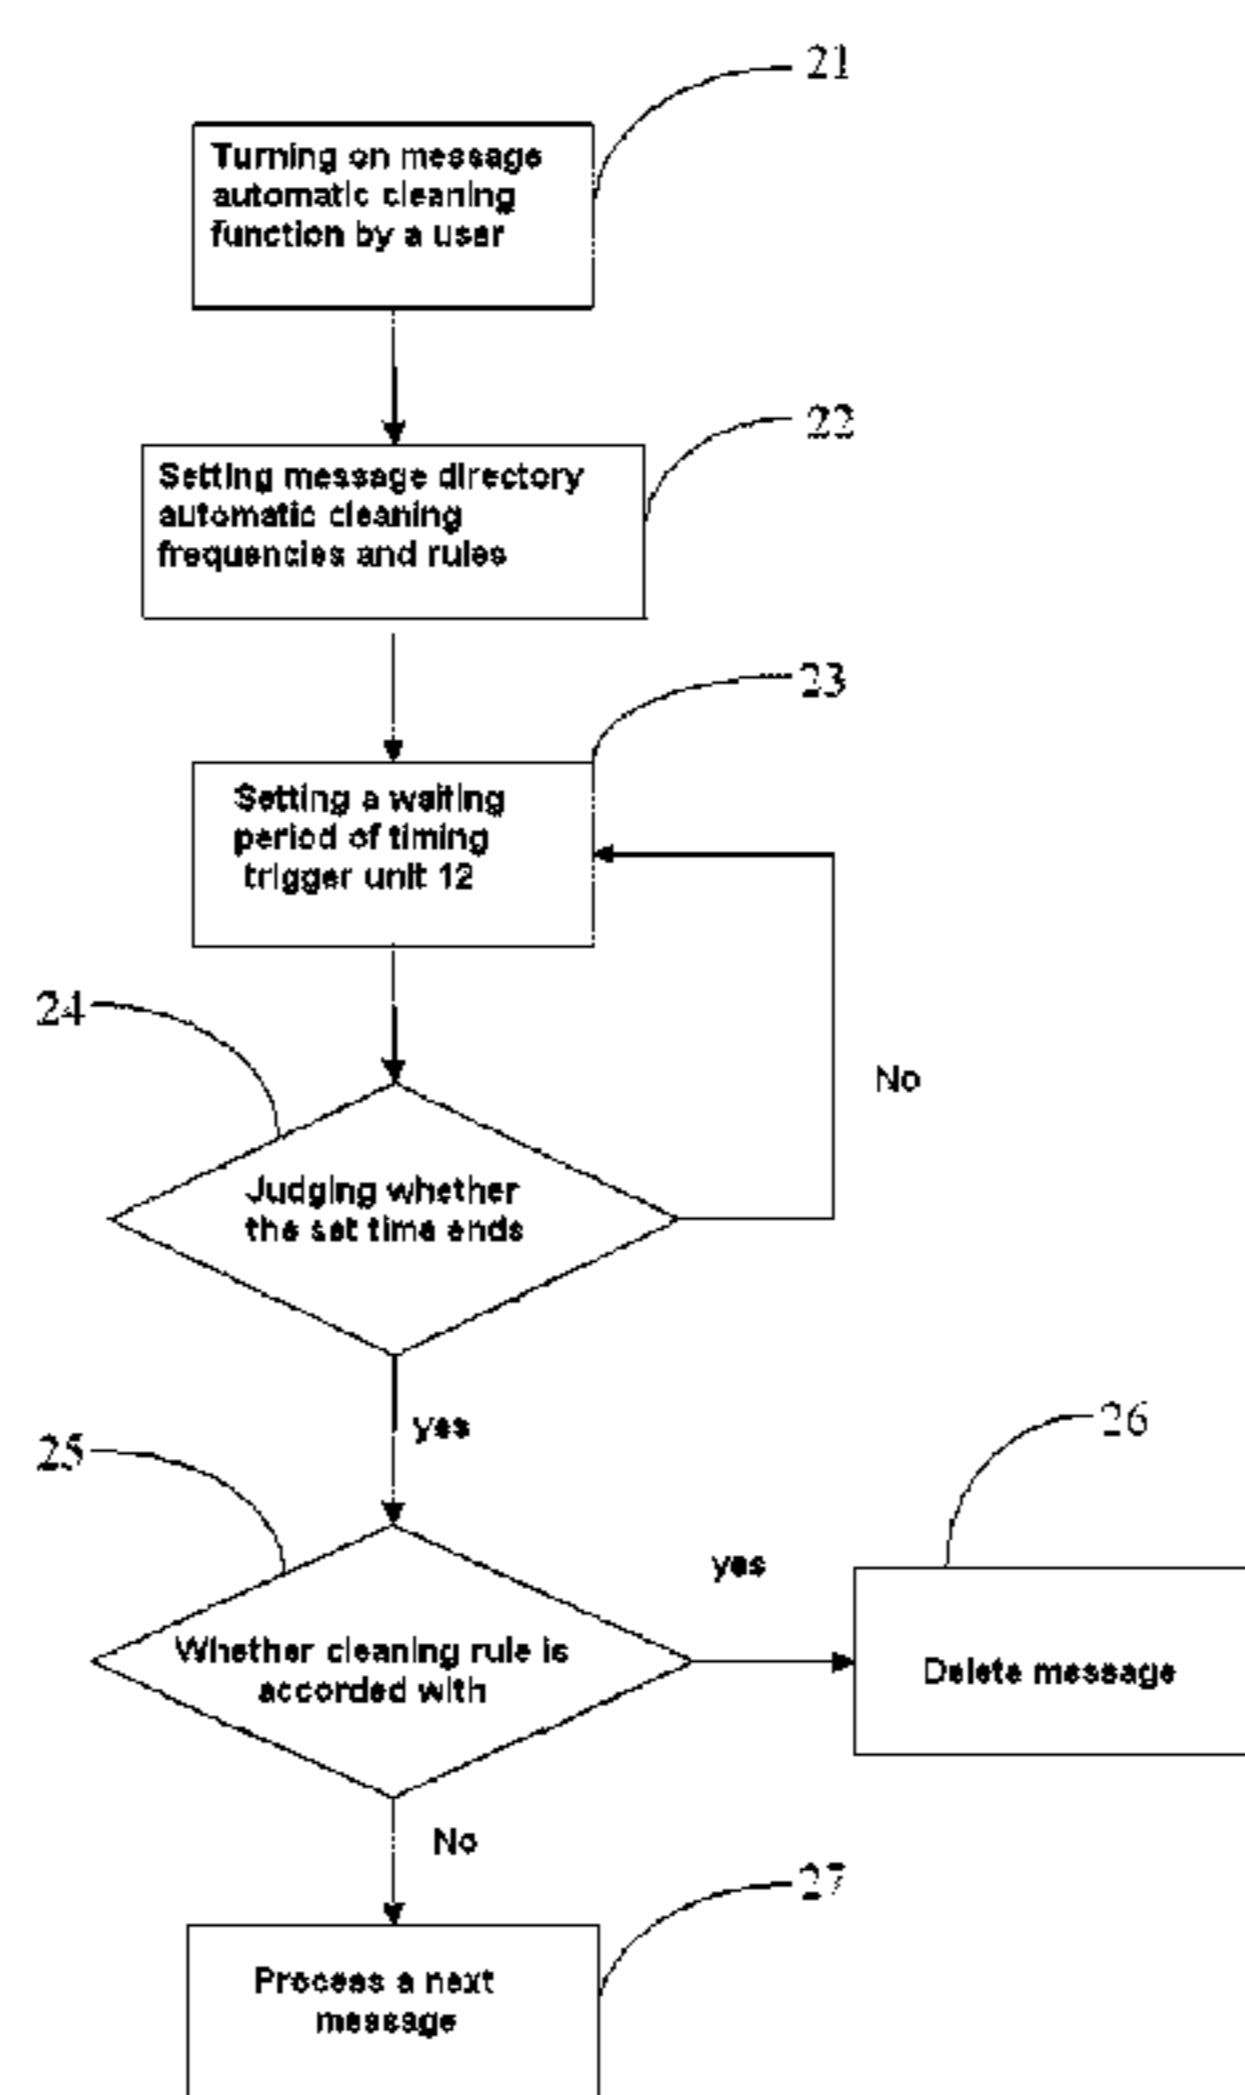 21
Turning on message
automatic cleaning
function by a user
22
Setting message directory
automatic cleaning
frequencies and rules
23
Setting a waiting
period of timing
trigger unit 12
24
No
Judging whether
the set time ends
yes
25
26
yes
Whether cleaning rule is
accorded with
Delete message
No
27
Process a next
message